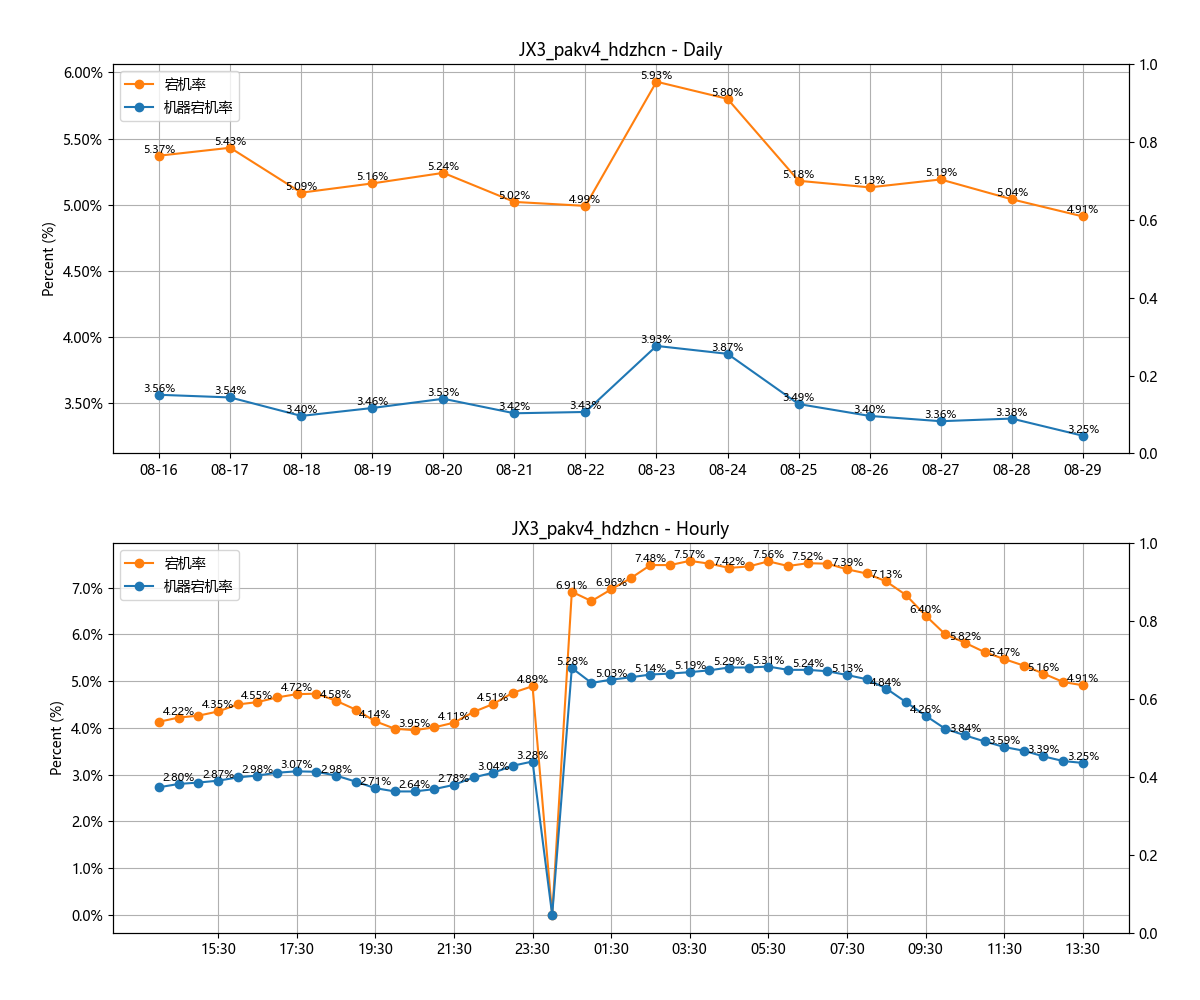 JX3_pakv4_hdzhcn - Daily
宕机率
机器宕机率
Percent (%)
6.00%
5.50%
5.00%
4.50%
4.00%
3.50%
1.0
0.8
0.6
0.4
0.2
0.0
5.37% 5.43% 5.09% 5.16% 5.24% 5.02% 4.99% 5.93% 5.80% 5.18% 5.13% 5.19% 5.04% 4.91%
3.56% 3.54% 3.40% 3.46% 3.53% 3.42% 3.43% 3.93% 3.87% 3.49% 3.40% 3.36% 3.38% 3.25%
08-16 08-17 08-18 08-19 08-20 08-21 08-22 08-23 08-24 08-25 08-26 08-27 08-28 08-29
JX3_pakv4_hdzhcn - Hourly
宕机率
机器宕机率
Percent (%)
7.0%
6.0%
5.0%
4.0%
3.0%
2.0%
1.0%
0.0%
1.0
0.8
0.6
0.4
0.2
0.0
4.22% 4.35% 4.55% 4.72% 4.58% 4.14% 3.95% 4.11% 4.51% 4.89% 6.91% 6.96% 7.48% 7.57% 7.42% 7.56% 7.52% 7.39% 7.13% 6.40% 5.82% 5.47% 5.16% 4.91%
2.80% 2.87% 2.98% 3.07% 2.98% 2.71% 2.64% 2.78% 3.04% 3.28% 5.28% 5.03% 5.14% 5.19% 5.29% 5.31% 5.24% 5.13% 4.84% 4.26% 3.84% 3.59% 3.39% 3.25%
15:30 17:30 19:30 21:30 23:30 01:30 03:30 05:30 07:30 09:30 11:30 13:30